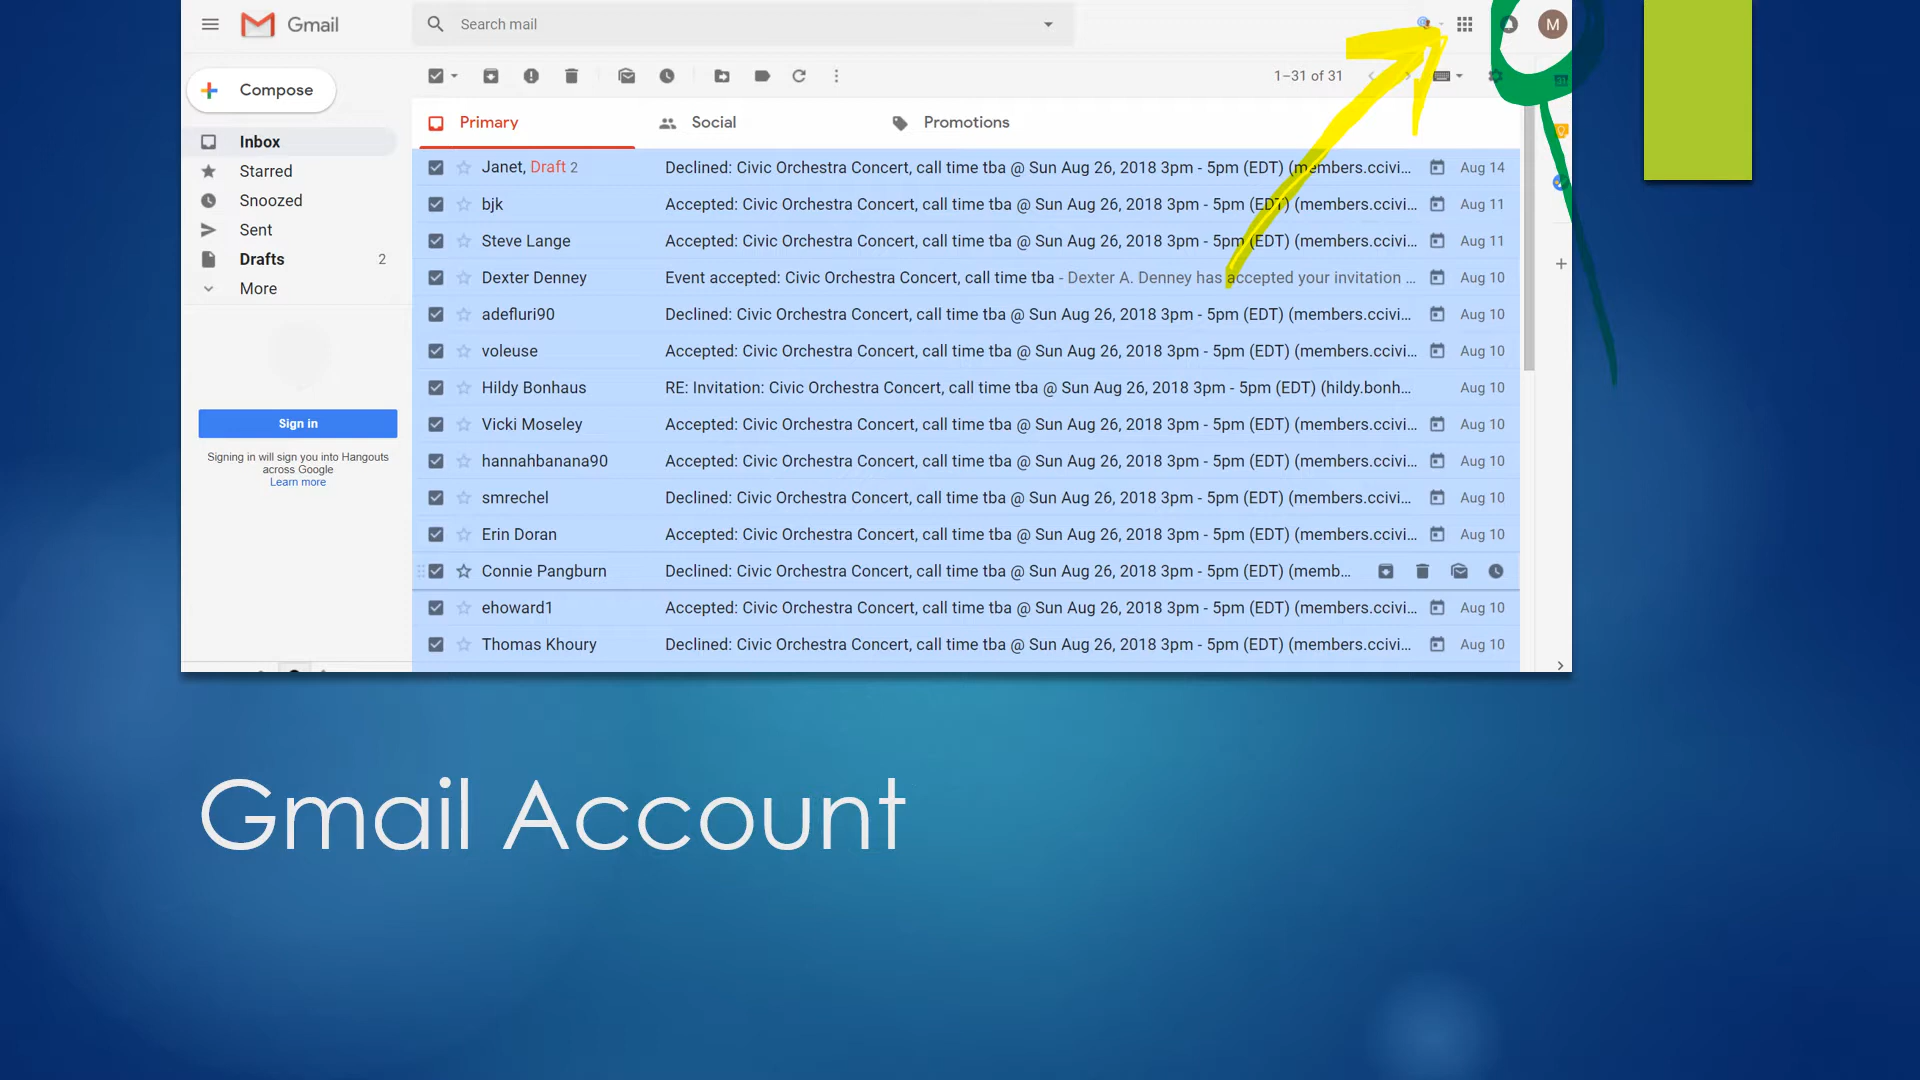 Gmail
Search mail
M
Compose
1–31 of 31
Inbox
Starred
Snoozed
Sent
Drafts 2
More
Sign in
Signing in will sign you into Hangouts
across Google
Learn more
Primary Social Promotions
Janet, Draft 2 Declined: Civic Orchestra Concert, call time tba @ Sun Aug 26, 2018 3pm - 5pm (EDT) (members.ccivi... Aug 14
bjk Accepted: Civic Orchestra Concert, call time tba @ Sun Aug 26, 2018 3pm - 5pm (EDT) (members.ccivi... Aug 11
Steve Lange Accepted: Civic Orchestra Concert, call time tba @ Sun Aug 26, 2018 3pm - 5pm (EDT) (members.ccivi... Aug 11
Dexter Denney Event accepted: Civic Orchestra Concert, call time tba - Dexter A. Denney has accepted your invitation ... Aug 10
adefluri90 Declined: Civic Orchestra Concert, call time tba @ Sun Aug 26, 2018 3pm - 5pm (EDT) (members.ccivi... Aug 10
voleuse Accepted: Civic Orchestra Concert, call time tba @ Sun Aug 26, 2018 3pm - 5pm (EDT) (members.ccivi... Aug 10
Hildy Bonhaus RE: Invitation: Civic Orchestra Concert, call time tba @ Sun Aug 26, 2018 3pm - 5pm (EDT) (hildy.bonh... Aug 10
Vicki Moseley Accepted: Civic Orchestra Concert, call time tba @ Sun Aug 26, 2018 3pm - 5pm (EDT) (members.ccivi... Aug 10
hannahbanana90 Accepted: Civic Orchestra Concert, call time tba @ Sun Aug 26, 2018 3pm - 5pm (EDT) (members.ccivi... Aug 10
smrechel Declined: Civic Orchestra Concert, call time tba @ Sun Aug 26, 2018 3pm - 5pm (EDT) (members.ccivi... Aug 10
Erin Doran Accepted: Civic Orchestra Concert, call time tba @ Sun Aug 26, 2018 3pm - 5pm (EDT) (members.ccivi... Aug 10
Connie Pangburn Declined: Civic Orchestra Concert, call time tba @ Sun Aug 26, 2018 3pm - 5pm (EDT) (memb...
ehoward1 Accepted: Civic Orchestra Concert, call time tba @ Sun Aug 26, 2018 3pm - 5pm (EDT) (members.ccivi... Aug 10
Thomas Khoury Declined: Civic Orchestra Concert, call time tba @ Sun Aug 26, 2018 3pm - 5pm (EDT) (members.ccivi... Aug 10
Gmail Account